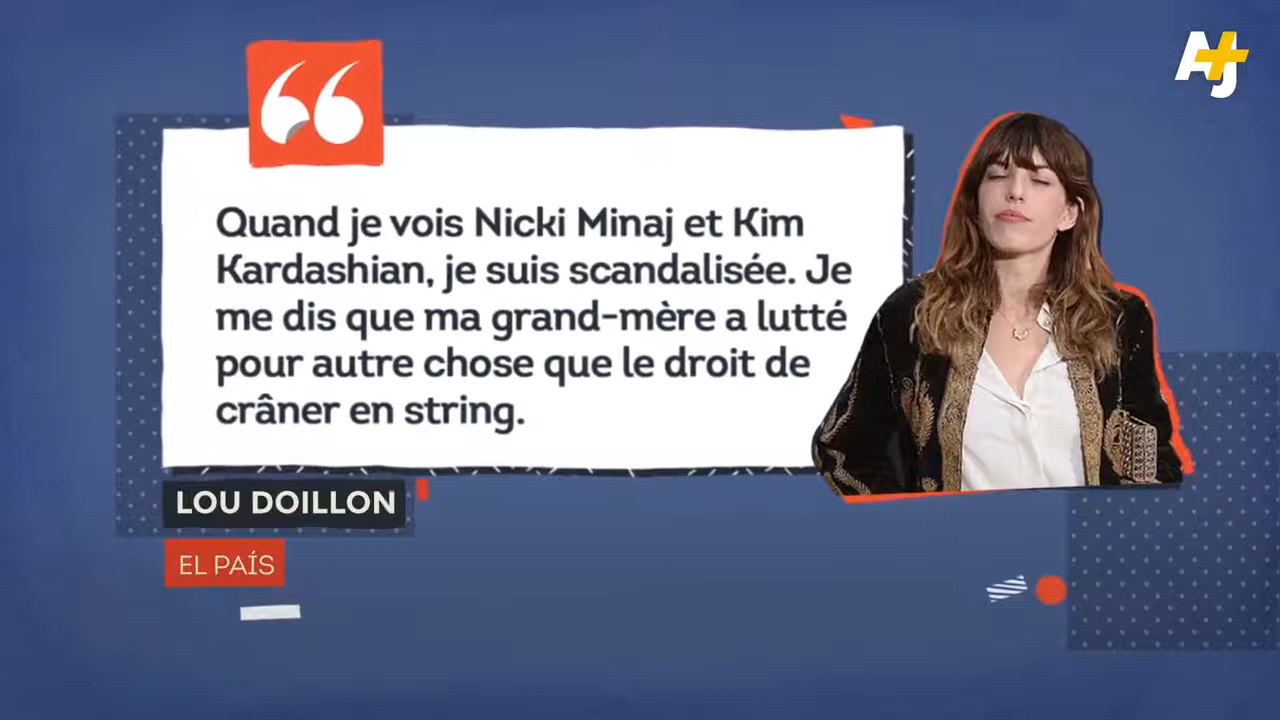 AJ+
Quand je vois Nicki Minaj et Kim
Kardashian, je suis scandalisée. Je
me dis que ma grand-mère a lutté
pour autre chose que le droit de
crâner en string.
LOU DOILLON
EL PAÍS